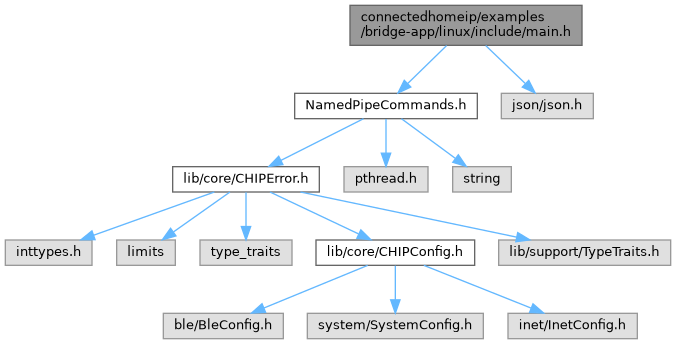 connectedhomeip/examples
/bridge-app/linux/include/main.h
NamedPipeCommands.h
json/json.h
lib/core/CHIPError.h
pthread.h
string
inttypes.h
limits
type_traits
lib/core/CHIPConfig.h
lib/support/TypeTraits.h
ble/BleConfig.h
system/SystemConfig.h
inet/InetConfig.h